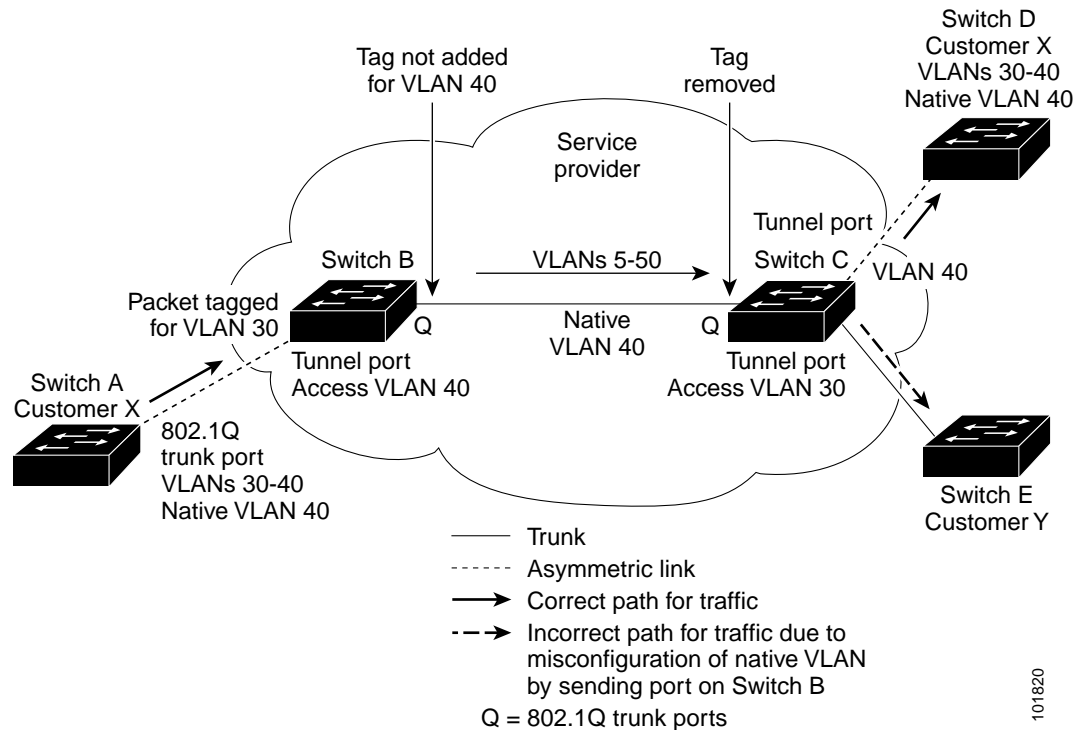 Tag not added
for VLAN 40
Tag
removed
Switch D
Customer X
VLANs 30-40
Native VLAN 40
Service
provider
Tunnel port
Switch B
VLANs 5-50
Switch C
VLAN 40
Packet tagged
for VLAN 30
Q
Native
VLAN 40
Q
Tunnel port
Access VLAN 40
Tunnel port
Access VLAN 30
Switch A
Customer X
802.1Q
trunk port
VLANs 30-40
Native VLAN 40
Switch E
Customer Y
Trunk
Asymmetric link
Correct path for traffic
Incorrect path for traffic due to
misconfiguration of native VLAN
by sending port on Switch B
Q = 802.1Q trunk ports
101820